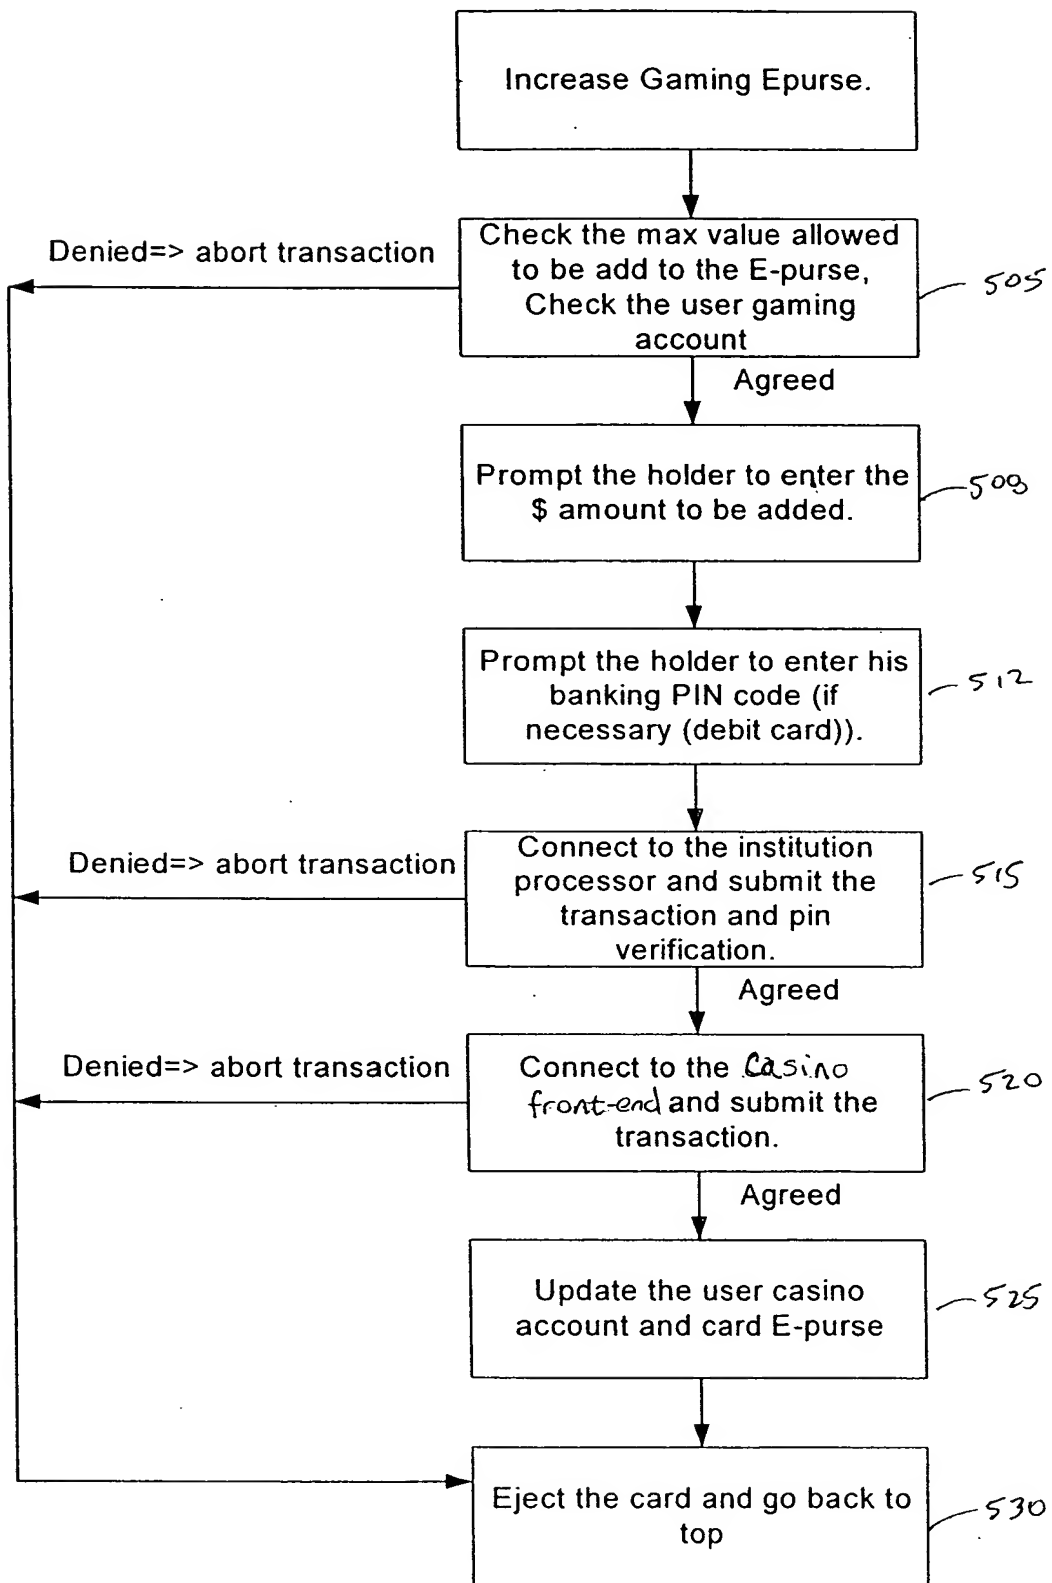 Increase Gaming Epurse.
Denied=> abort transaction
Check the max value allowed
to be add to the E-purse,
Check the user gaming
account
505
Agreed
Prompt the holder to enter the
$ amount to be added.
508
Prompt the holder to enter his
banking PIN code (if
necessary (debit card)).
512
Denied=> abort transaction
Connect to the institution
processor and submit the
transaction and pin
verification.
515
Agreed
Denied=> abort transaction
Connect to the Casino
front-end and submit the
transaction.
520
Agreed
Update the user casino
account and card E-purse
525
Eject the card and go back to
top
530